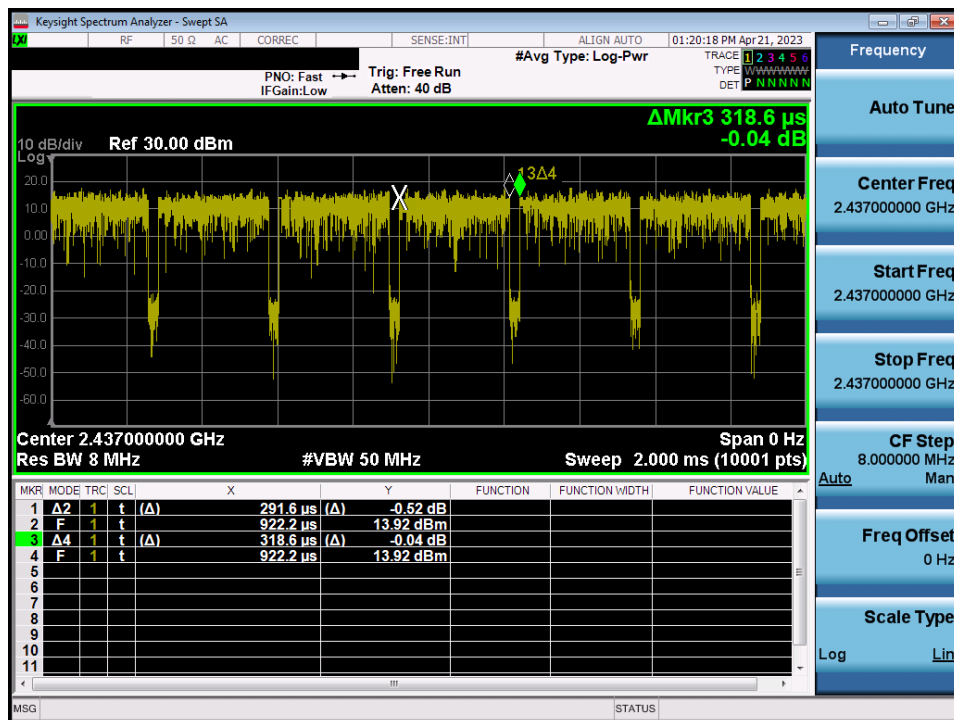 Keysight Spectrum Analyzer - Swept SA
LXI RF 50 Ω AC CORREC SENSE:INT ALIGN AUTO 01:20:18 PM Apr 21, 2023
#Avg Type: Log-Pwr TRACE 1 2 3 4 5 6
PNO: Fast Trig: Free Run TYPE WWWWWW
IFGain:Low Atten: 40 dB DET P N N N N N
ΔMkr3 318.6 µs
-0.04 dB
10 dB/div Ref 30.00 dBm
Log
13Δ4
20.0
X
10.0
0.00
-10.0
-20.0
-30.0
-40.0
-50.0
-60.0
Center 2.437000000 GHz Span 0 Hz
Res BW 8 MHz #VBW 50 MHz Sweep 2.000 ms (10001 pts)
MKR MODE TRC SCL X Y FUNCTION FUNCTION WIDTH FUNCTION VALUE
1 Δ2 1 t (Δ) 291.6 µs (Δ) -0.52 dB
2 F 1 t 922.2 µs 13.92 dBm
3 Δ4 1 t (Δ) 318.6 µs (Δ) -0.04 dB
4 F 1 t 922.2 µs 13.92 dBm
5
6
7
8
9
10
11
MSG STATUS
Frequency
Auto Tune
Center Freq
2.437000000 GHz
Start Freq
2.437000000 GHz
Stop Freq
2.437000000 GHz
CF Step
8.000000 MHz
Auto Man
Freq Offset
0 Hz
Scale Type
Log Lin